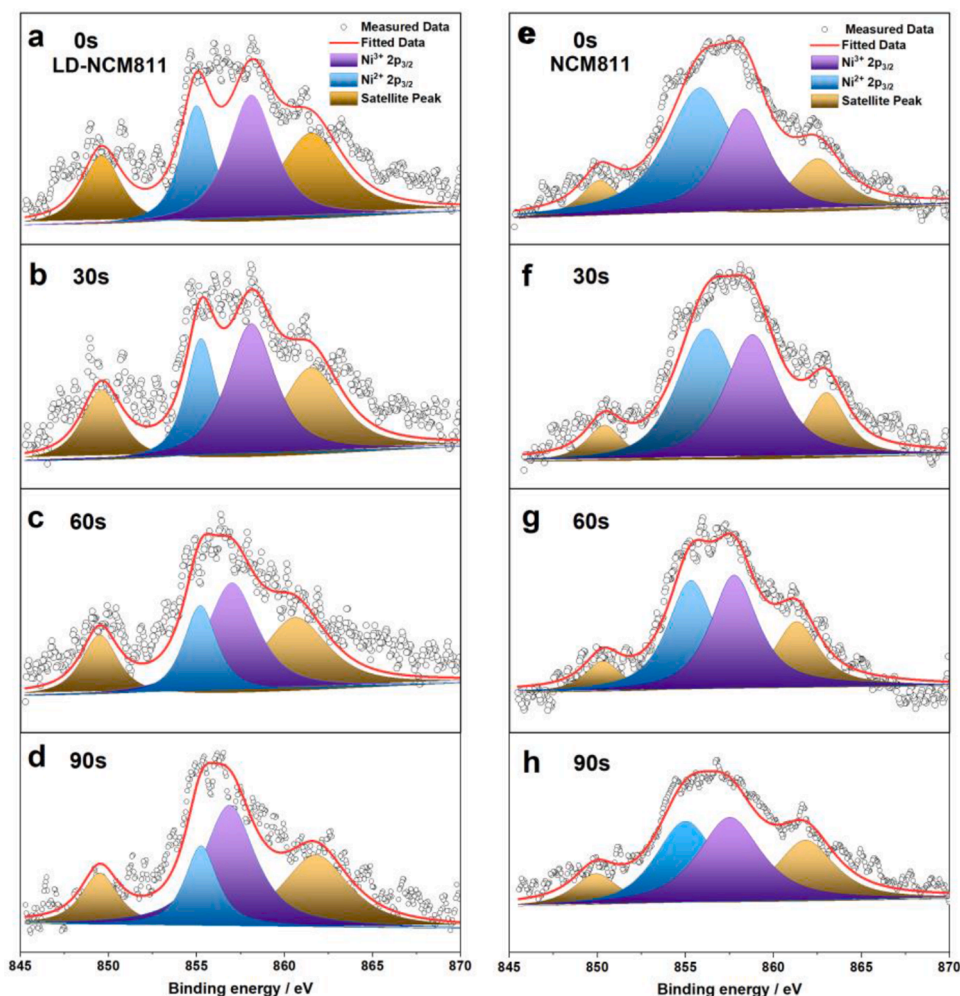 a
0s
LD-NCM811
Measured Data
Fitted Data
Ni³⁺ 2p₃/₂
Ni²⁺ 2p₃/₂
Satellite Peak
b
30s
c
60s
d
90s
845 850 855 860 865 870
Binding energy / eV
e
0s
NCM811
Measured Data
Fitted Data
Ni³⁺ 2p₃/₂
Ni²⁺ 2p₃/₂
Satellite Peak
f
30s
g
60s
h
90s
845 850 855 860 865 870
Binding energy / eV